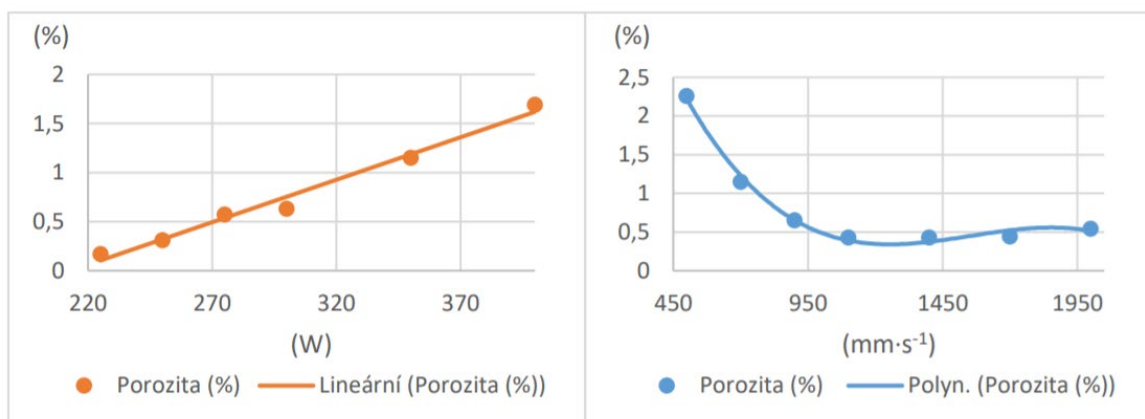 (%)
2
1,5
1
0,5
0
220 270 320 370
(W)
Porozita (%) Lineární (Porozita (%))
(%)
2,5
2
1,5
1
0,5
0
450 950 1450 1950
(mm·s⁻¹)
Porozita (%) Polyn. (Porozita (%))